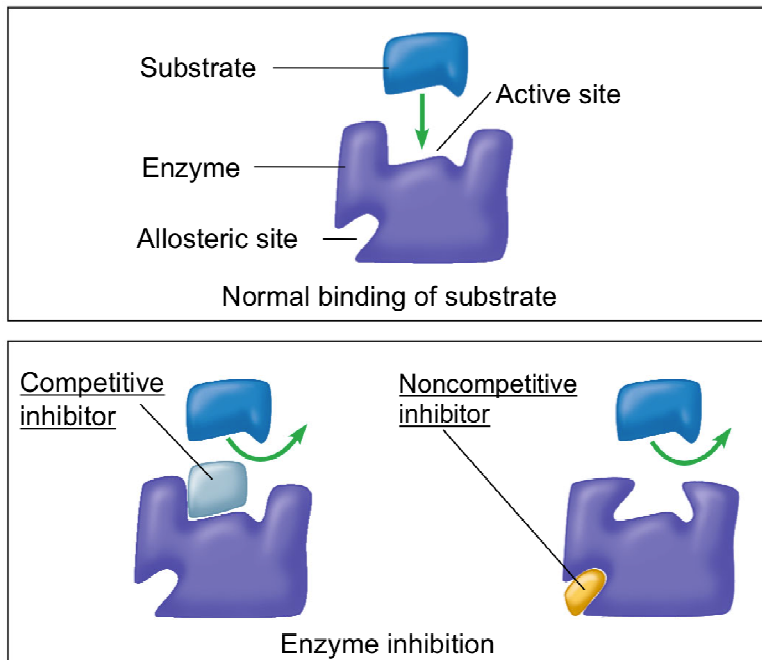 Substrate
Active site
Enzyme
Allosteric site
Normal binding of substrate
Competitive
inhibitor
Noncompetitive
inhibitor
Enzyme inhibition